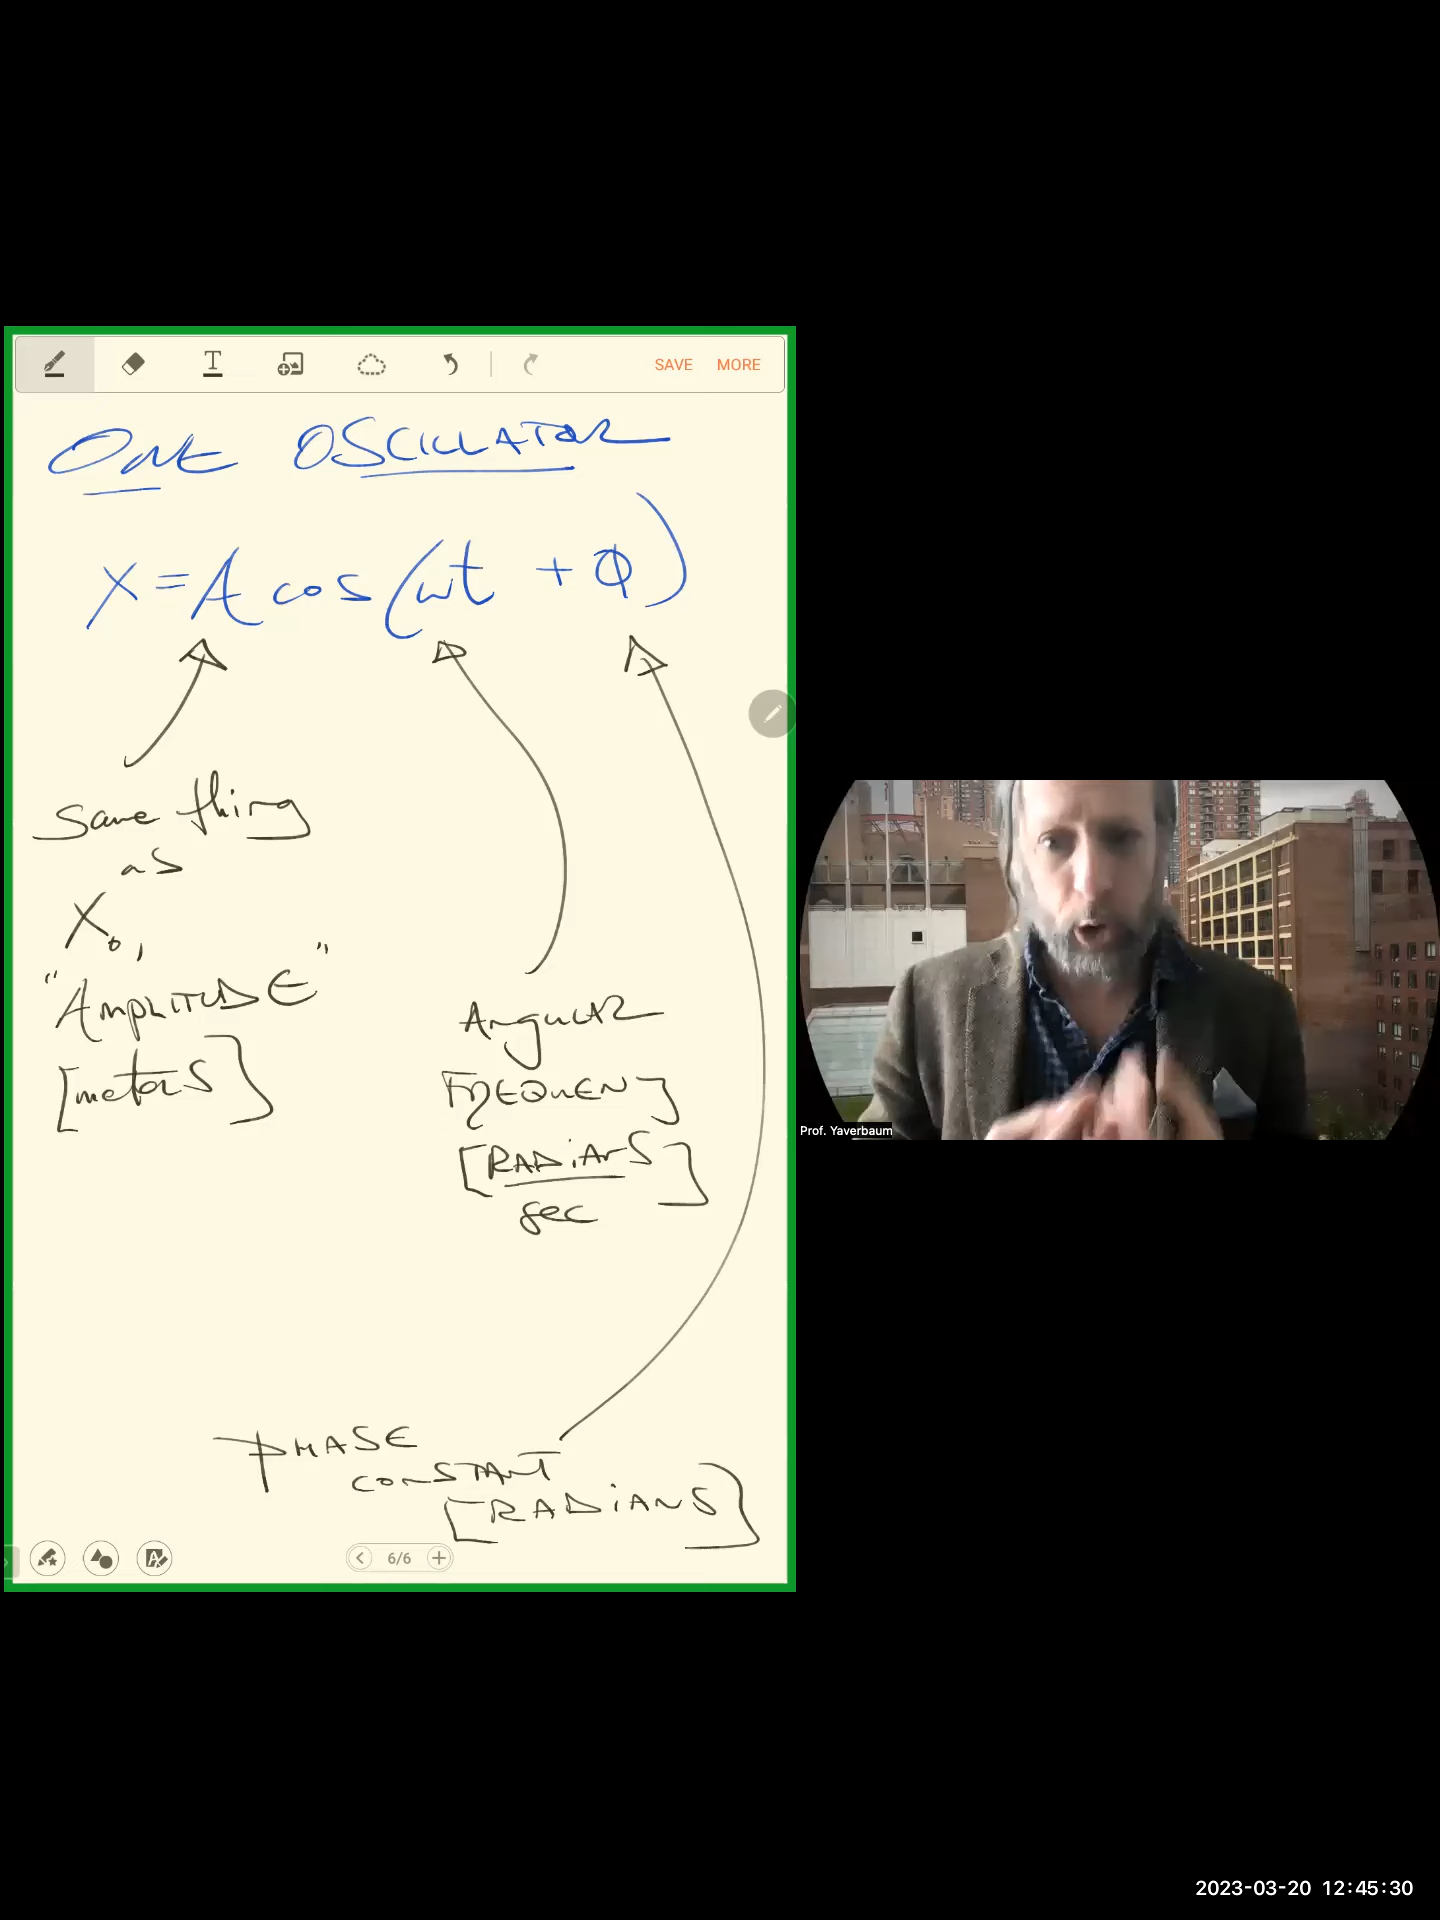 T
SAVE MORE
ONE OSCILLATOR
X = A cos(ωt + Φ)
same thing
as
X₀,
"AMPLITUDE"
[meters]
Angular
FREQUENCY
[RADIANS
sec]
PHASE
CONSTANT
[RADIANS]
6/6
Prof. Yaverbaum
2023-03-20 12:45:30